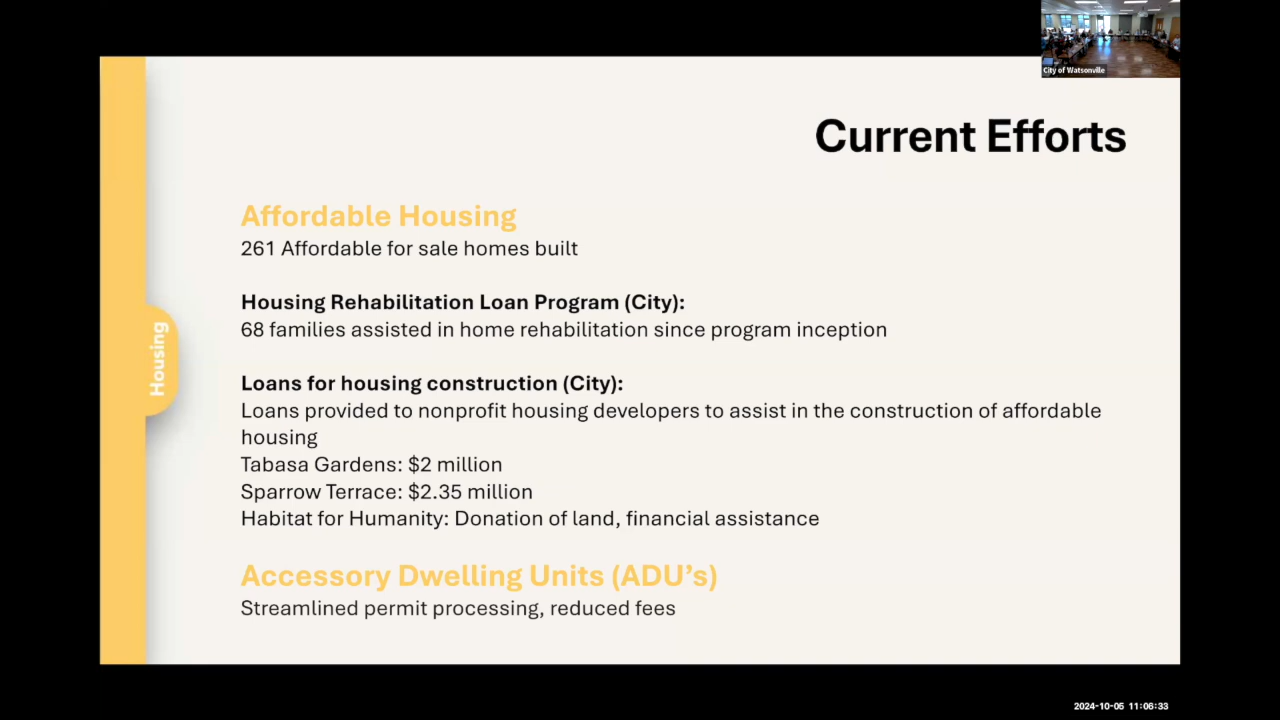 City of Watsonville
Current Efforts
Affordable Housing
261 Affordable for sale homes built
Housing Rehabilitation Loan Program (City):
68 families assisted in home rehabilitation since program inception
Housing
Loans for housing construction (City):
Loans provided to nonprofit housing developers to assist in the construction of affordable
housing
Tabasa Gardens: $2 million
Sparrow Terrace: $2.35 million
Habitat for Humanity: Donation of land, financial assistance
Accessory Dwelling Units (ADU’s)
Streamlined permit processing, reduced fees
2024-10-05 11:06:33